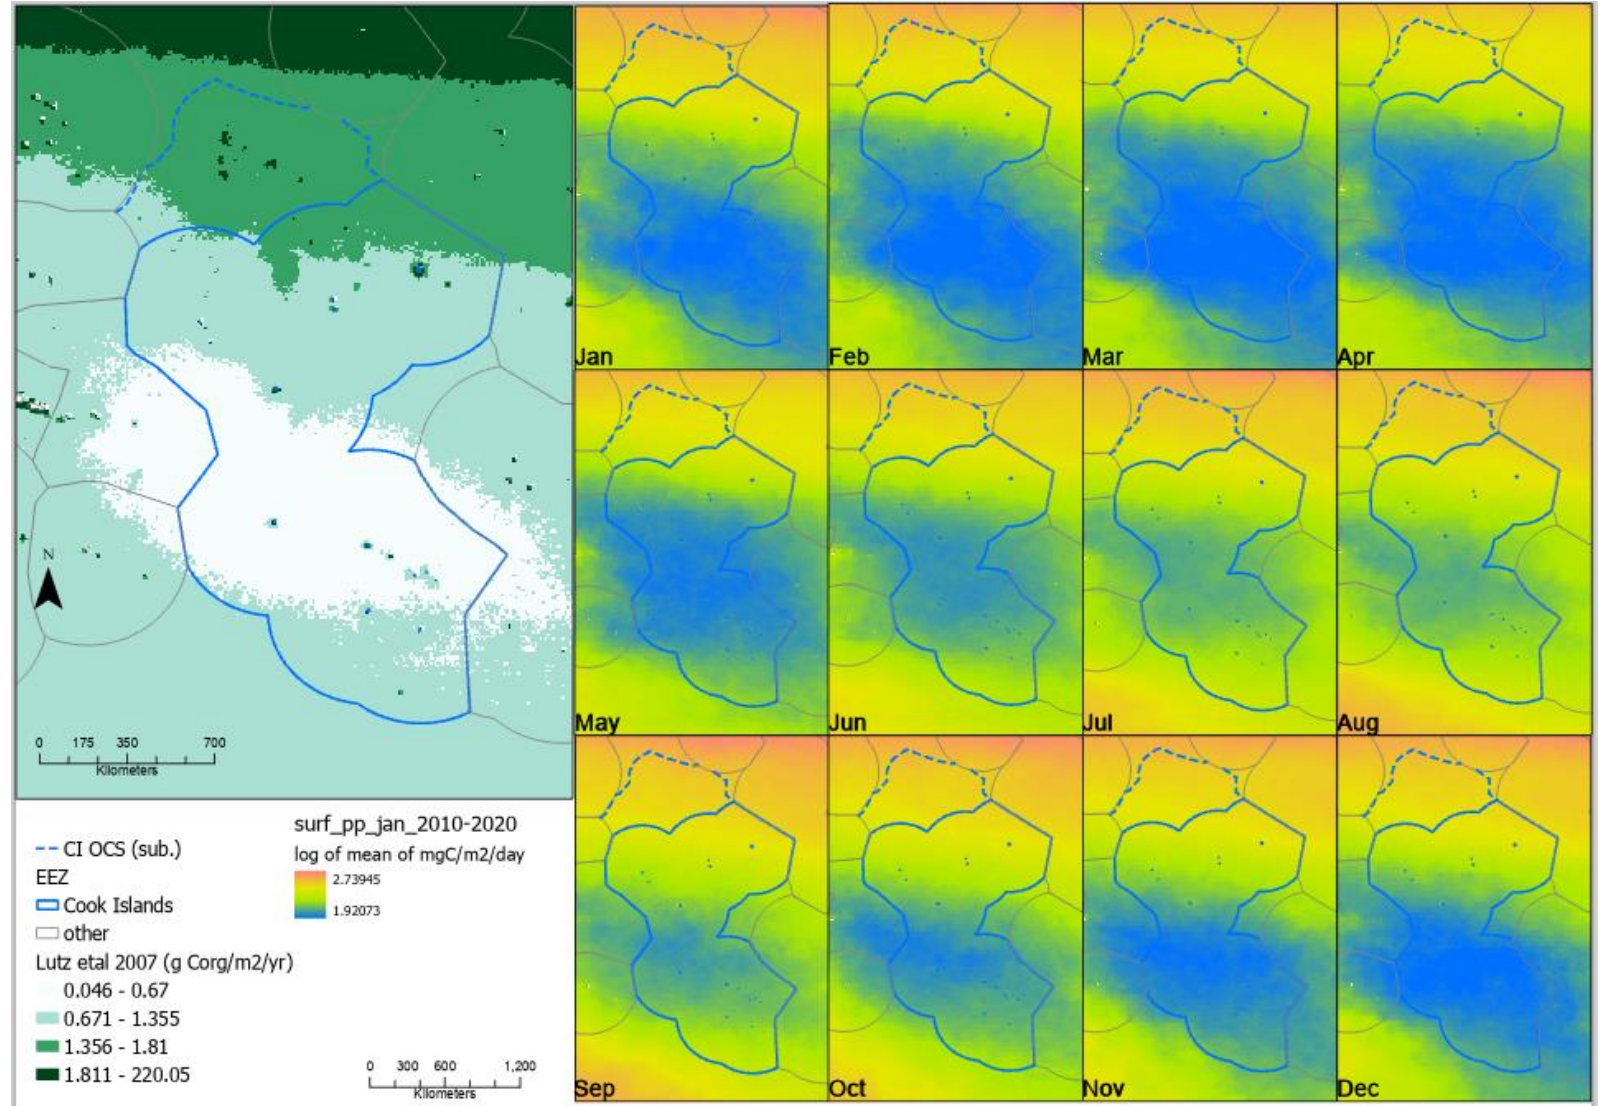 Jan
Feb
Mar
Apr
May
Jun
Jul
Aug
Sep
Oct
Nov
Dec
N
0 175 350 700
Kilometers
CI OCS (sub.)
EEZ
Cook Islands
other
Lutz etal 2007 (g Corg/m2/yr)
0.046 - 0.67
0.671 - 1.355
1.356 - 1.81
1.811 - 220.05
surf_pp_jan_2010-2020
log of mean of mgC/m2/day
2.73945
1.92073
0 300 600 1,200
Kilometers